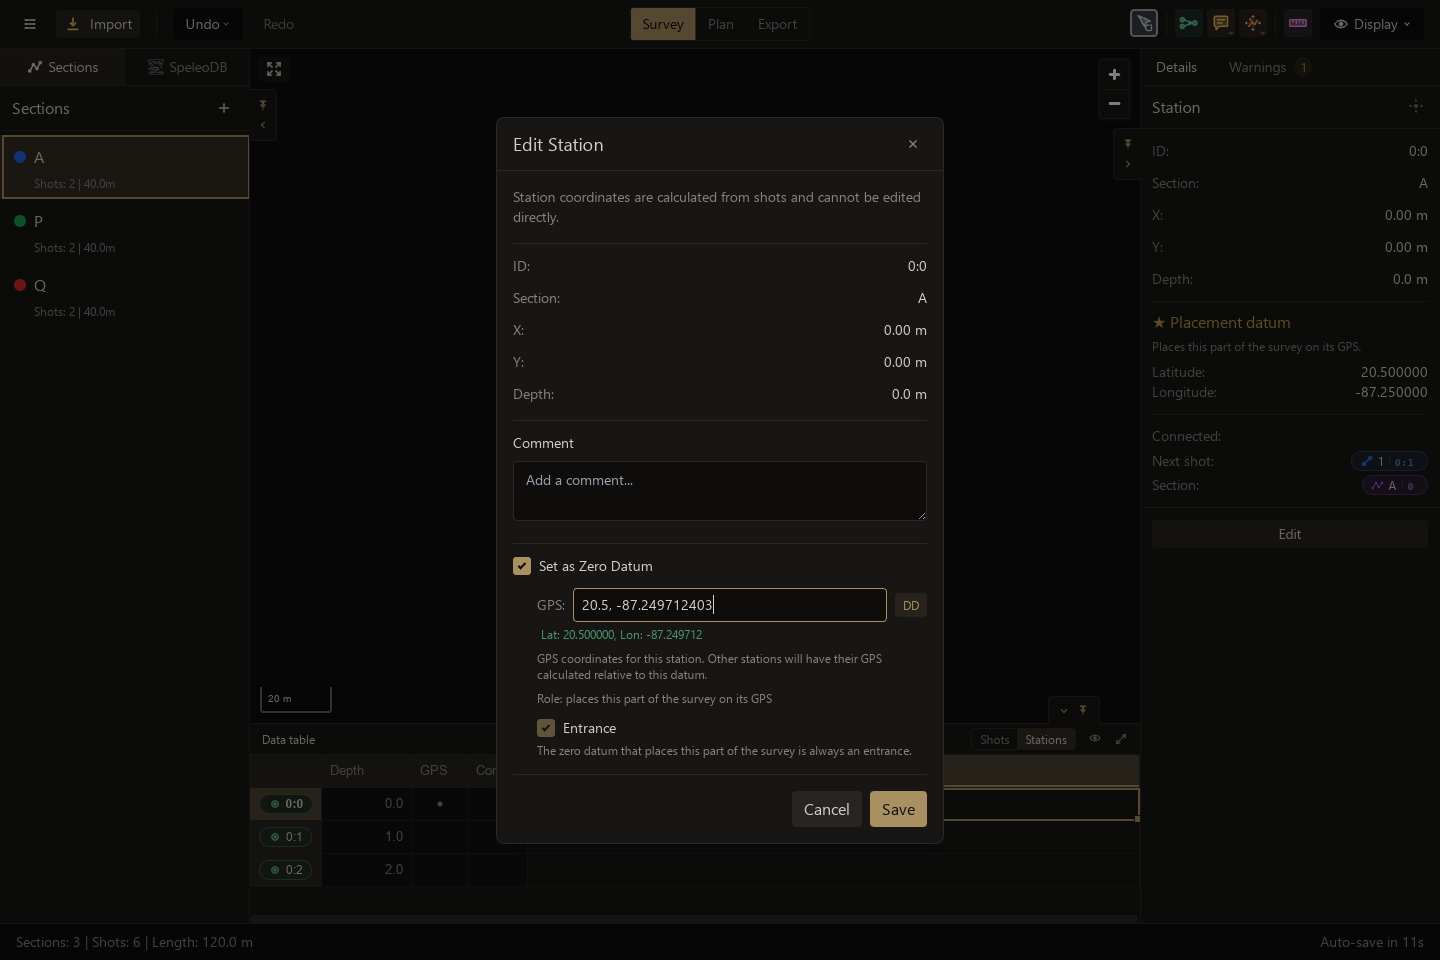 Import
Undo
Redo
Survey
Plan
Export
Display
Sections
SpeleoDB
Details
Warnings 1
Sections +
Station
A
Shots: 2 | 40.0m
P
Shots: 2 | 40.0m
Q
Shots: 2 | 40.0m
20 m
Edit Station
Station coordinates are calculated from shots and cannot be edited
directly.
ID: 0:0
Section: A
X: 0.00 m
Y: 0.00 m
Depth: 0.0 m
Comment
Add a comment...
Set as Zero Datum
GPS: 20.5, -87.249712403 DD
Lat: 20.500000, Lon: -87.249712
GPS coordinates for this station. Other stations will have their GPS
calculated relative to this datum.
Role: places this part of the survey on its GPS
Entrance
The zero datum that places this part of the survey is always an entrance.
Cancel Save
ID: 0:0
Section: A
X: 0.00 m
Y: 0.00 m
Depth: 0.0 m
★ Placement datum
Places this part of the survey on its GPS.
Latitude: 20.500000
Longitude: -87.250000
Connected:
Next shot: 1 0:1
Section: A 0
Edit
Data table
Shots Stations
Depth GPS Con
0:0 0.0
0:1 1.0
0:2 2.0
Sections: 3 | Shots: 6 | Length: 120.0 m
Auto-save in 11s